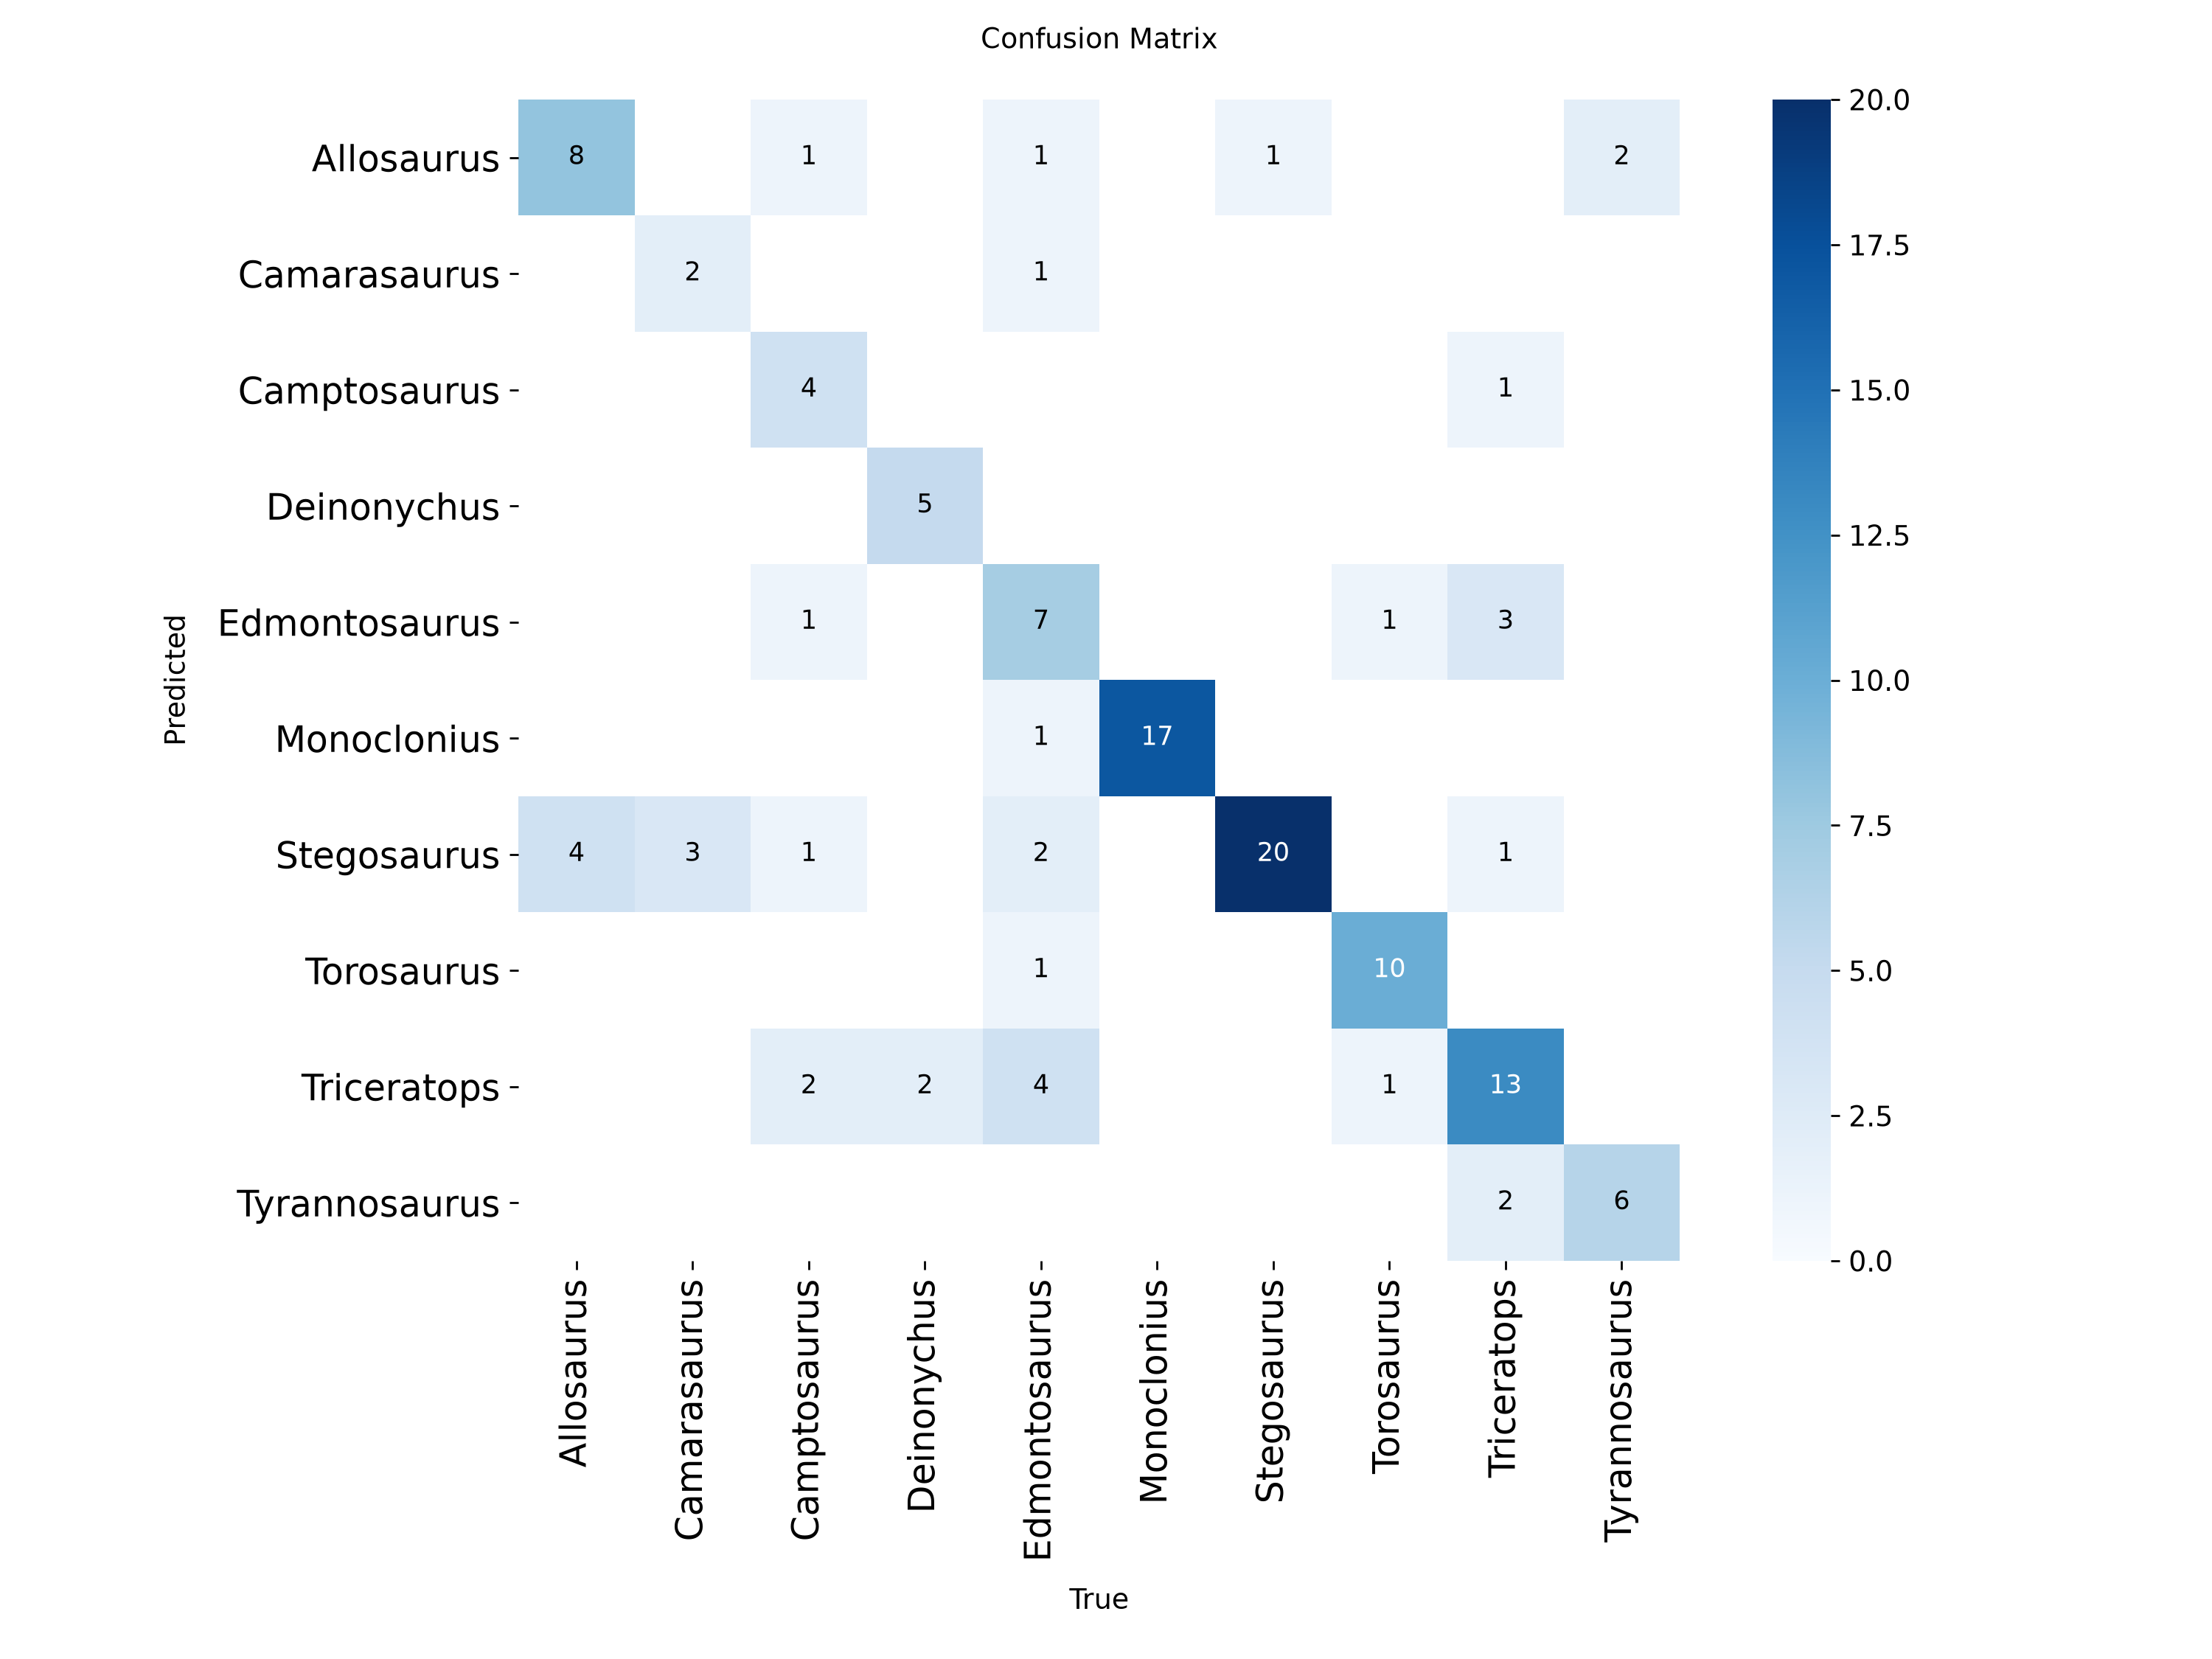 Confusion Matrix
Allosaurus 8 1 1 1 2
Camarasaurus 2 1
Camptosaurus 4 1
Deinonychus 5
Edmontosaurus 1 7 1 3
Monoclonius 1 17
Stegosaurus 4 3 1 2 20 1
Torosaurus 1 10
Triceratops 2 2 4 1 13
Tyrannosaurus 2 6
Predicted
Allosaurus
Camarasaurus
Camptosaurus
Deinonychus
Edmontosaurus
Monoclonius
Stegosaurus
Torosaurus
Triceratops
Tyrannosaurus
True
20.0
17.5
15.0
12.5
10.0
7.5
5.0
2.5
0.0